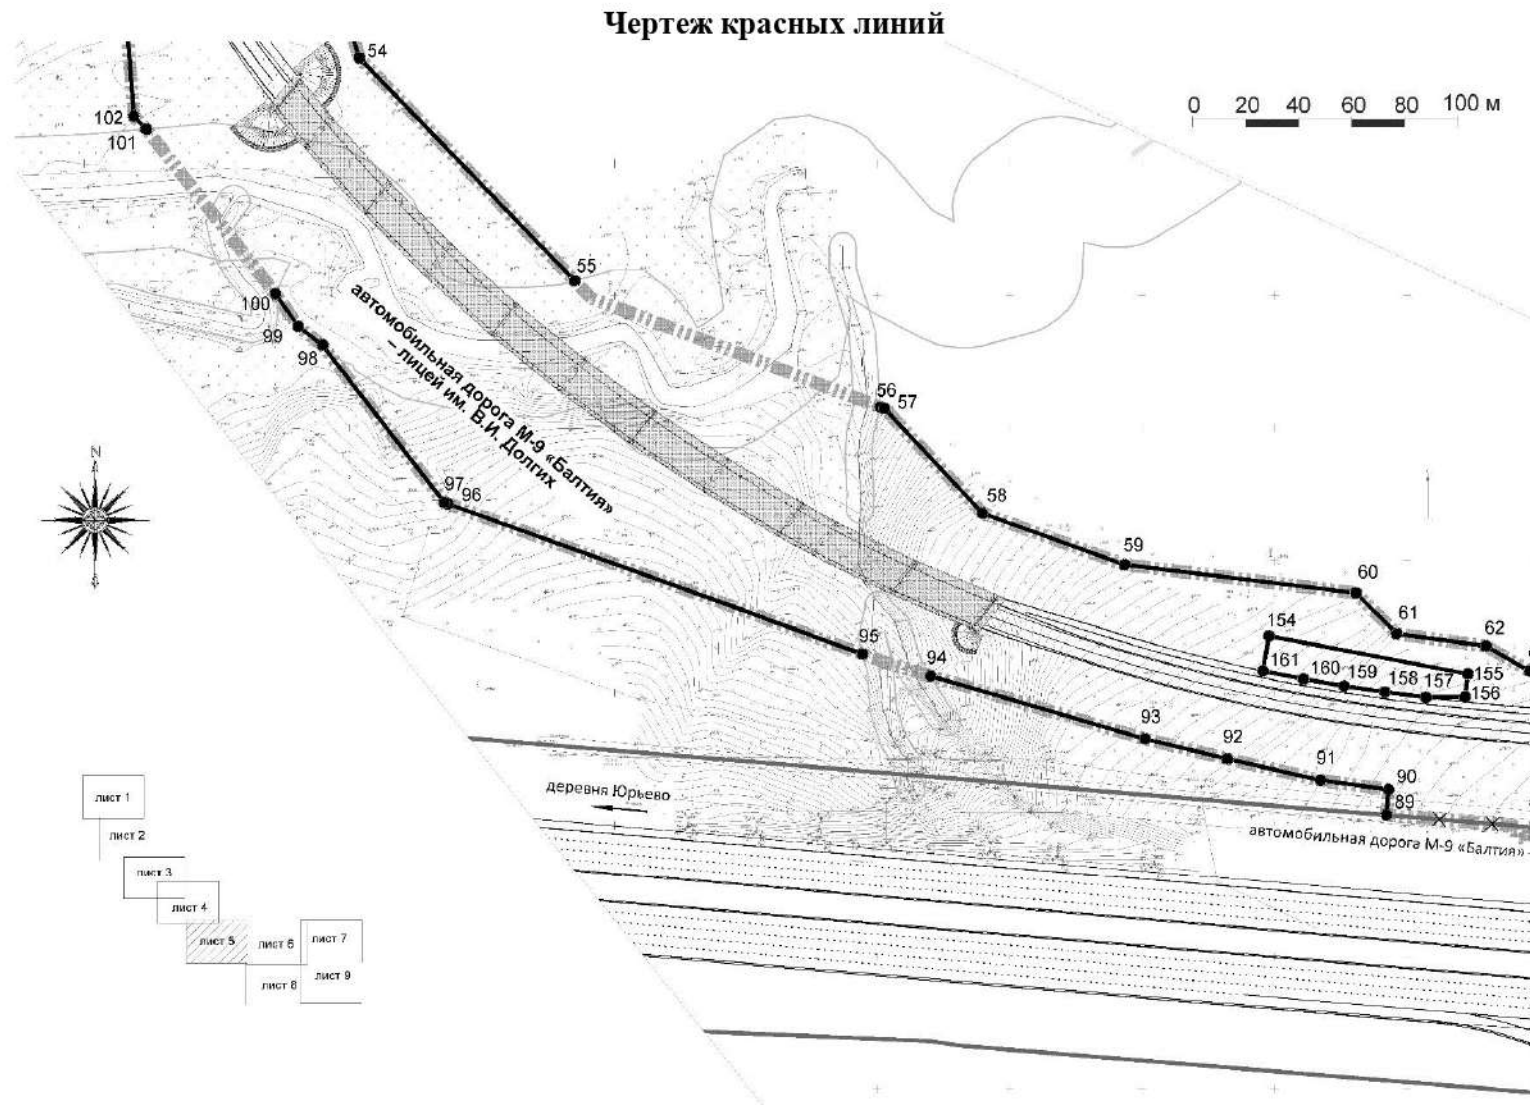 Чертеж красных линий
54
102
101
0 20 40 60 80 100 м
55
100
99
98
автомобильная дорога М-9 «Балтия»
– лицей им. В.И. Долгих
56
57
N
97
96
58
59
60
61
62
154
155
156
161
160
159
158
157
95
94
93
92
91
90
89
деревня Юрьево
автомобильная дорога М-9 «Балтия» -
лист 1
лист 2
лист 3
лист 4
лист 5
лист 6
лист 7
лист 8
лист 9